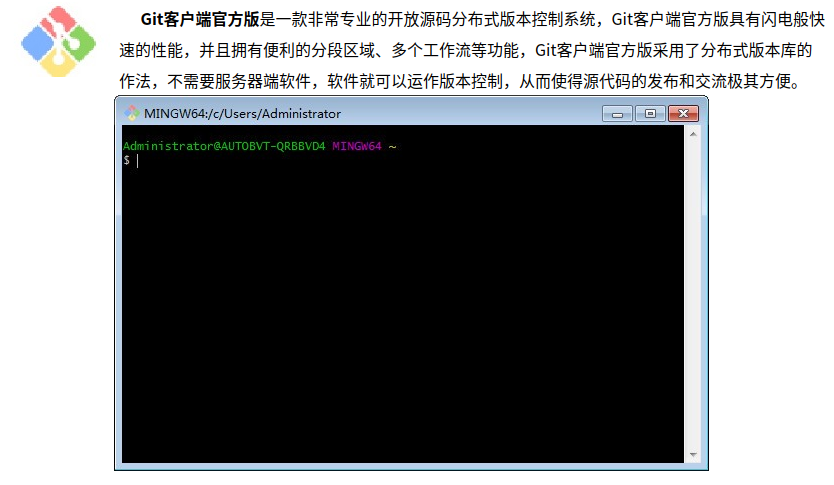 Git客户端官方版是一款非常专业的开放源码分布式版本控制系统，Git客户端官方版具有闪电般快
速的性能，并且拥有便利的分段区域、多个工作流等功能，Git客户端官方版采用了分布式版本库的
作法，不需要服务器端软件，软件就可以运作版本控制，从而使得源代码的发布和交流极其方便。
MINGW64:/c/Users/Administrator
Administrator@AUTOBVT-QRBBVD4 MINGW64 ~
$